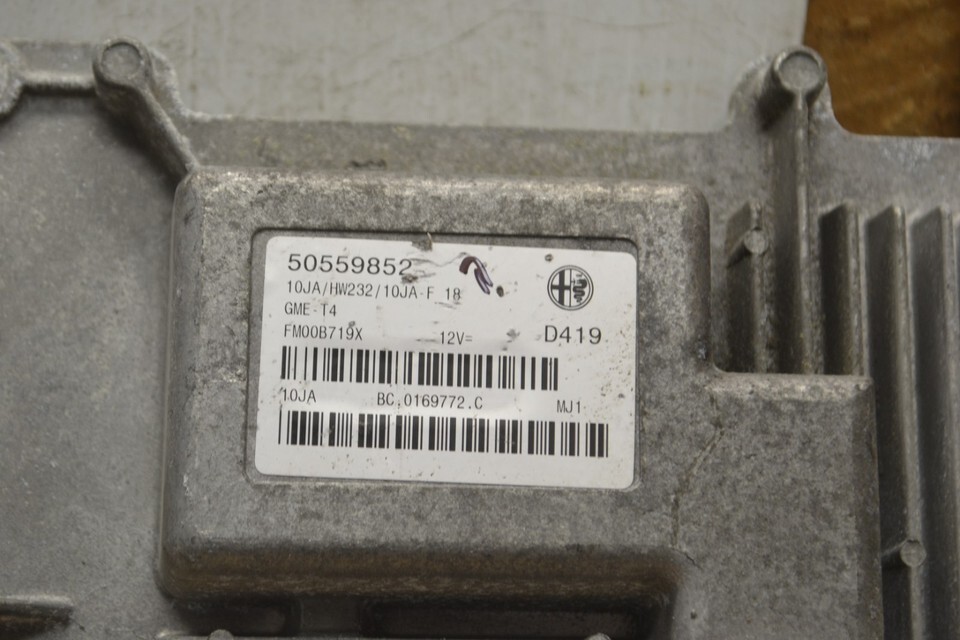 50559852
10JA/HW232/10JA-F 18
GME-T4
FM00B719X 12V= D419
10JA BC.0169772.C MJ1